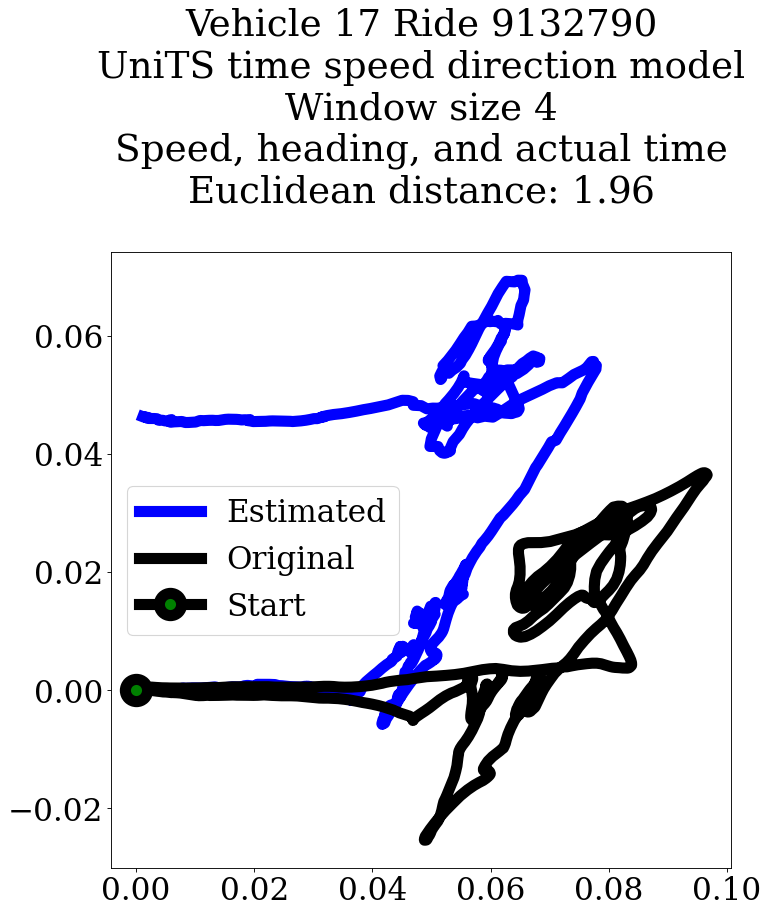 Vehicle 17 Ride 9132790
UniTS time speed direction model
Window size 4
Speed, heading, and actual time
Euclidean distance: 1.96
0.06
0.04
Estimated
Original
Start
0.02
0.00
−0.02
0.00 0.02 0.04 0.06 0.08 0.10